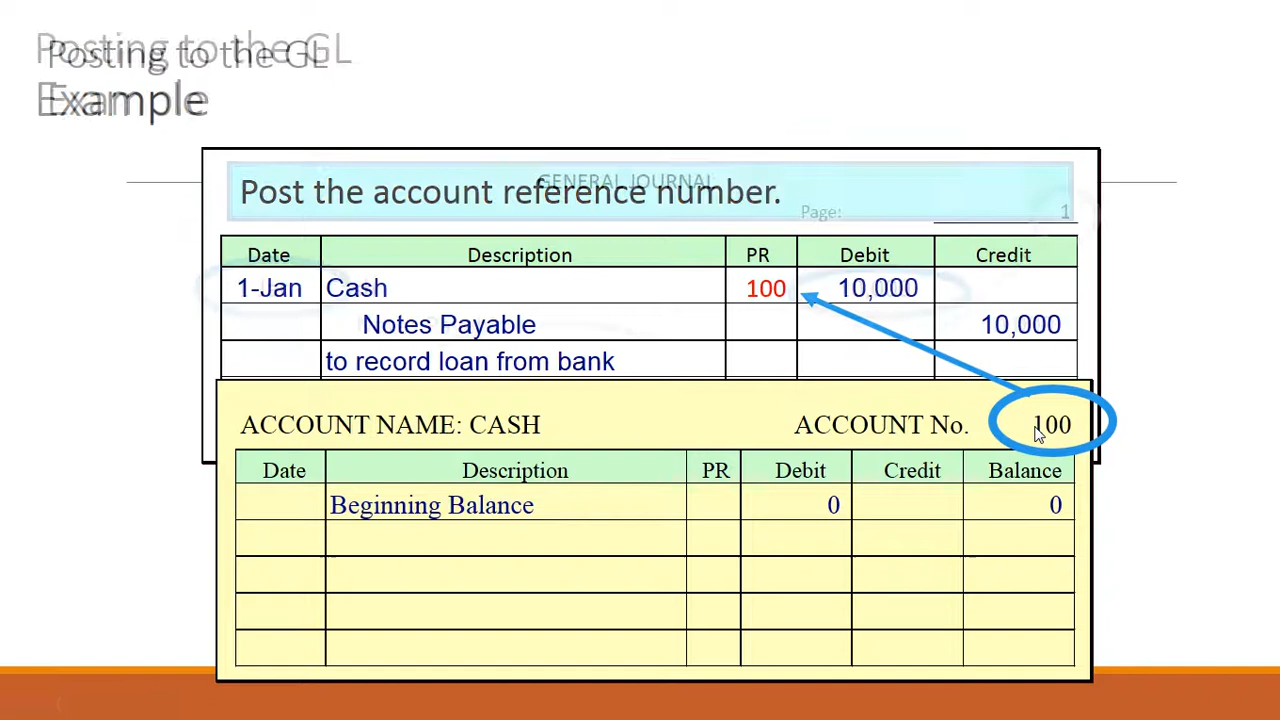 Posting to the GL
Example
GENERAL JOURNAL
Post the account reference number.
Page: 1
Date Description PR Debit Credit
1-Jan Cash 100 10,000
Notes Payable 10,000
to record loan from bank
ACCOUNT NAME: CASH ACCOUNT No. 100
Date Description PR Debit Credit Balance
Beginning Balance 0 0